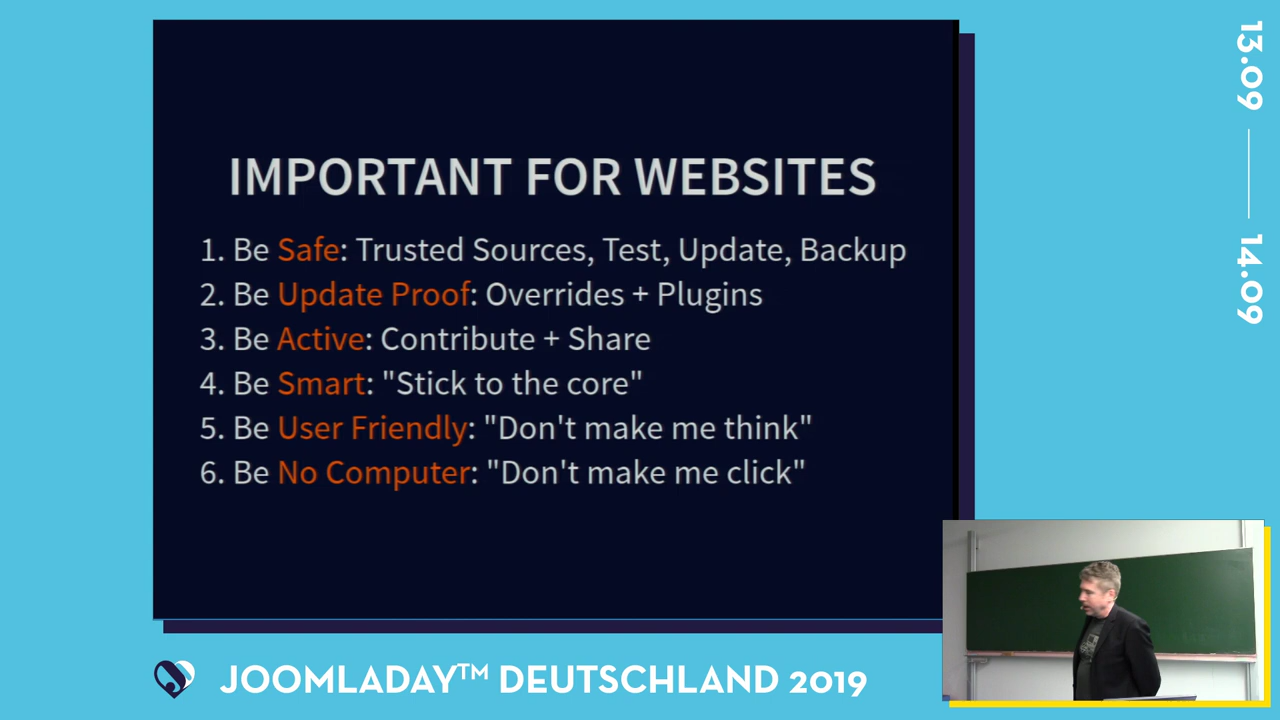 IMPORTANT FOR WEBSITES
1. Be Safe: Trusted Sources, Test, Update, Backup
2. Be Update Proof: Overrides + Plugins
3. Be Active: Contribute + Share
4. Be Smart: "Stick to the core"
5. Be User Friendly: "Don't make me think"
6. Be No Computer: "Don't make me click"
13.09
14.09
JOOMLADAY™ DEUTSCHLAND 2019